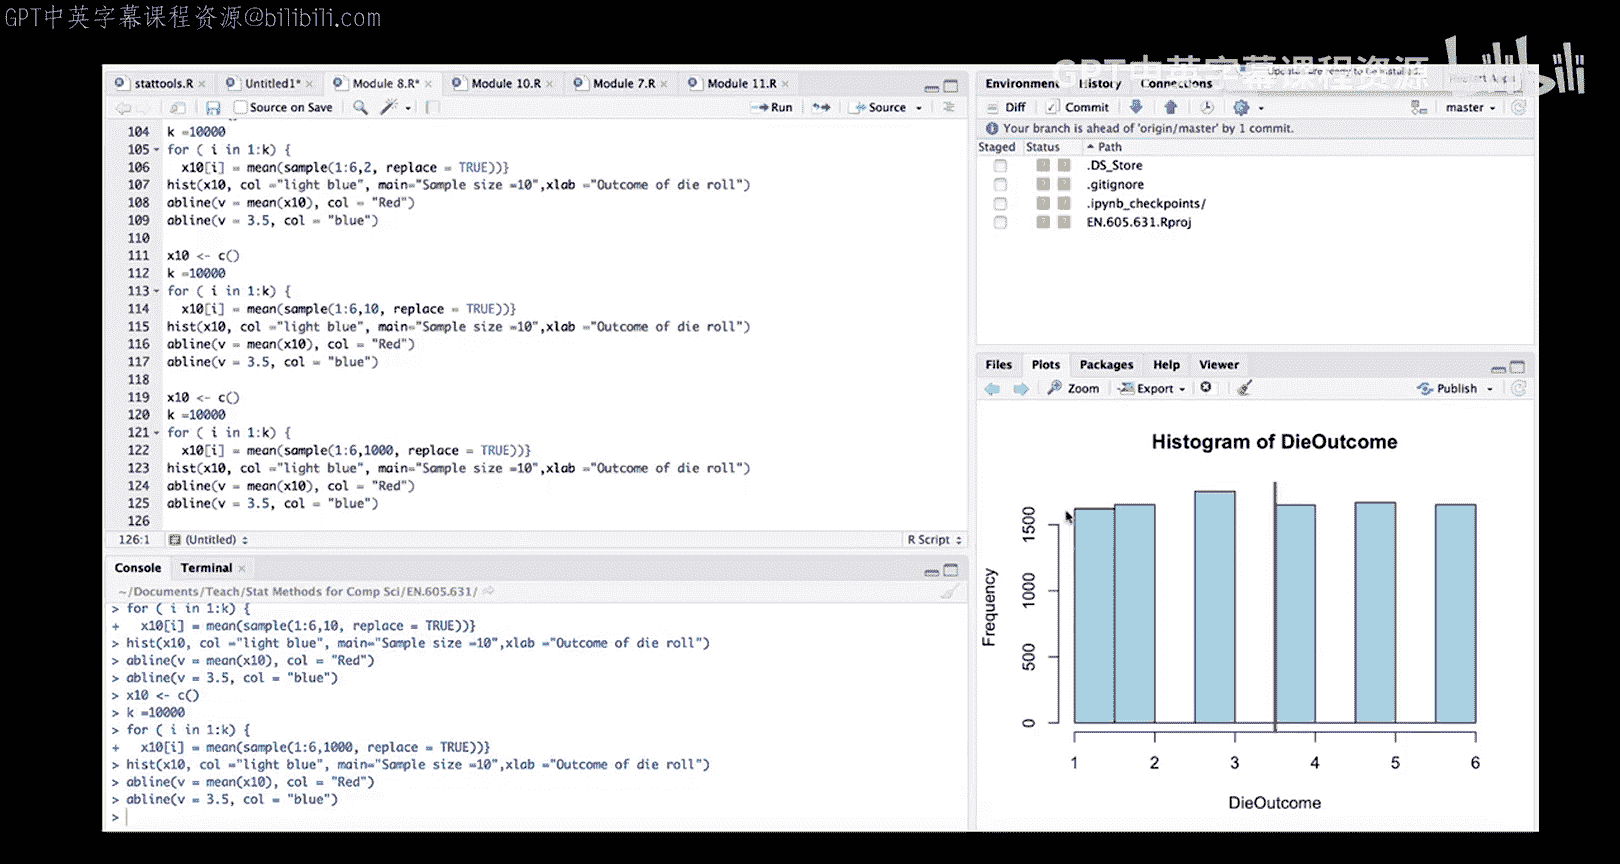 GPT中英字幕课程资源@bilibili.com
GPT中英字幕课程资源 bilibili
stattools.R Untitled1* Module 8.R* Module 10.R Module 7.R Module 11.R
Source on Save Run Source
104 k =10000
105 for ( i in 1:k) {
106 x10[i] = mean(sample(1:6,2, replace = TRUE))}
107 hist(x10, col ="light blue", main="Sample size =10",xlab ="Outcome of die roll")
108 abline(v = mean(x10), col = "Red")
109 abline(v = 3.5, col = "blue")
110
111 x10 <- c()
112 k =10000
113 for ( i in 1:k) {
114 x10[i] = mean(sample(1:6,10, replace = TRUE))}
115 hist(x10, col ="light blue", main="Sample size =10",xlab ="Outcome of die roll")
116 abline(v = mean(x10), col = "Red")
117 abline(v = 3.5, col = "blue")
118
119 x10 <- c()
120 k =10000
121 for ( i in 1:k) {
122 x10[i] = mean(sample(1:6,1000, replace = TRUE))}
123 hist(x10, col ="light blue", main="Sample size =10",xlab ="Outcome of die roll")
124 abline(v = mean(x10), col = "Red")
125 abline(v = 3.5, col = "blue")
126
126:1 (Untitled) R Script
Console Terminal
~/Documents/Teach/Stat Methods for Comp Sci/EN.605.631/
> for ( i in 1:k) {
+ x10[i] = mean(sample(1:6,10, replace = TRUE))}
> hist(x10, col ="light blue", main="Sample size =10",xlab ="Outcome of die roll")
> abline(v = mean(x10), col = "Red")
> abline(v = 3.5, col = "blue")
> x10 <- c()
> k =10000
> for ( i in 1:k) {
+ x10[i] = mean(sample(1:6,1000, replace = TRUE))}
> hist(x10, col ="light blue", main="Sample size =10",xlab ="Outcome of die roll")
> abline(v = mean(x10), col = "Red")
> abline(v = 3.5, col = "blue")
>
Environment History Connections
Diff Commit master
Your branch is ahead of 'origin/master' by 1 commit.
Staged Status Path
.DS_Store
.gitignore
.ipynb_checkpoints/
EN.605.631.Rproj
Files Plots Packages Help Viewer
Zoom Export Publish
Histogram of DieOutcome
Frequency
1500
1000
500
0
1 2 3 4 5 6
DieOutcome